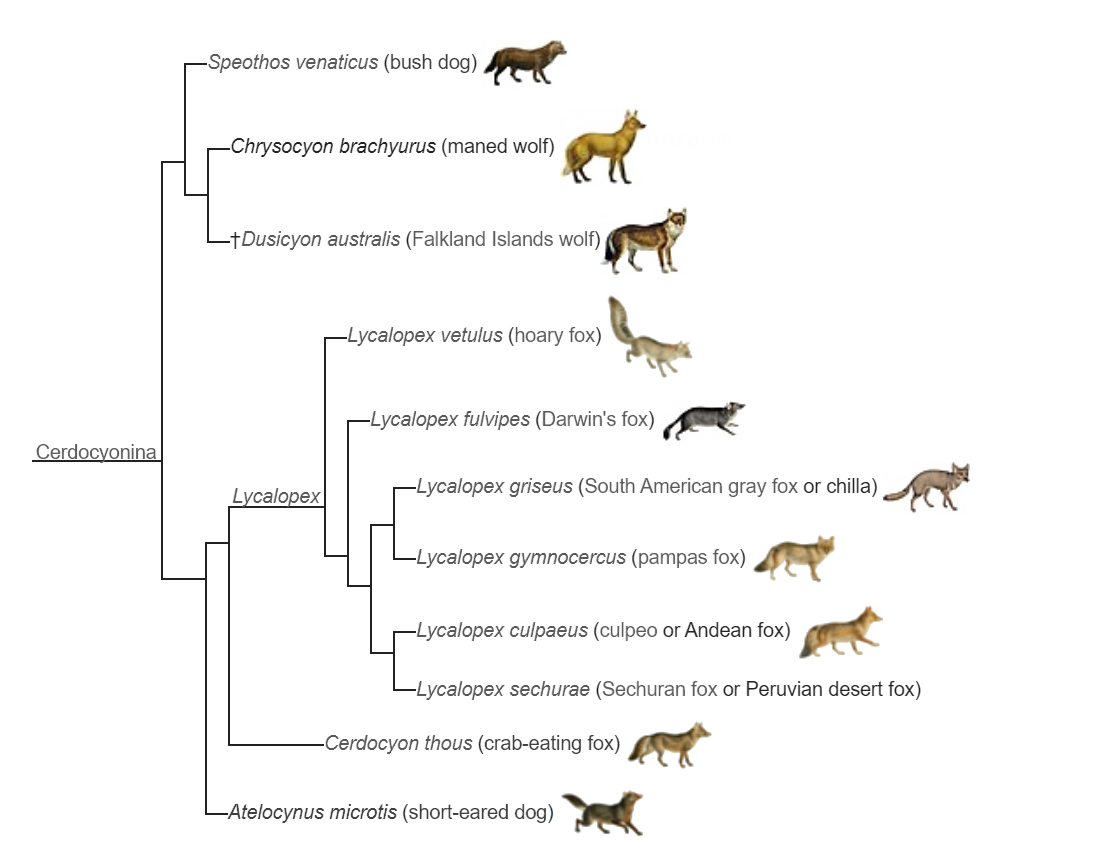 Speothos venaticus (bush dog)
Chrysocyon brachyurus (maned wolf)
†Dusicyon australis (Falkland Islands wolf)
Lycalopex vetulus (hoary fox)
Lycalopex fulvipes (Darwin's fox)
Cerdocyonina
Lycalopex
Lycalopex griseus (South American gray fox or chilla)
Lycalopex gymnocercus (pampas fox)
Lycalopex culpaeus (culpeo or Andean fox)
Lycalopex sechurae (Sechuran fox or Peruvian desert fox)
Cerdocyon thous (crab-eating fox)
Atelocynus microtis (short-eared dog)